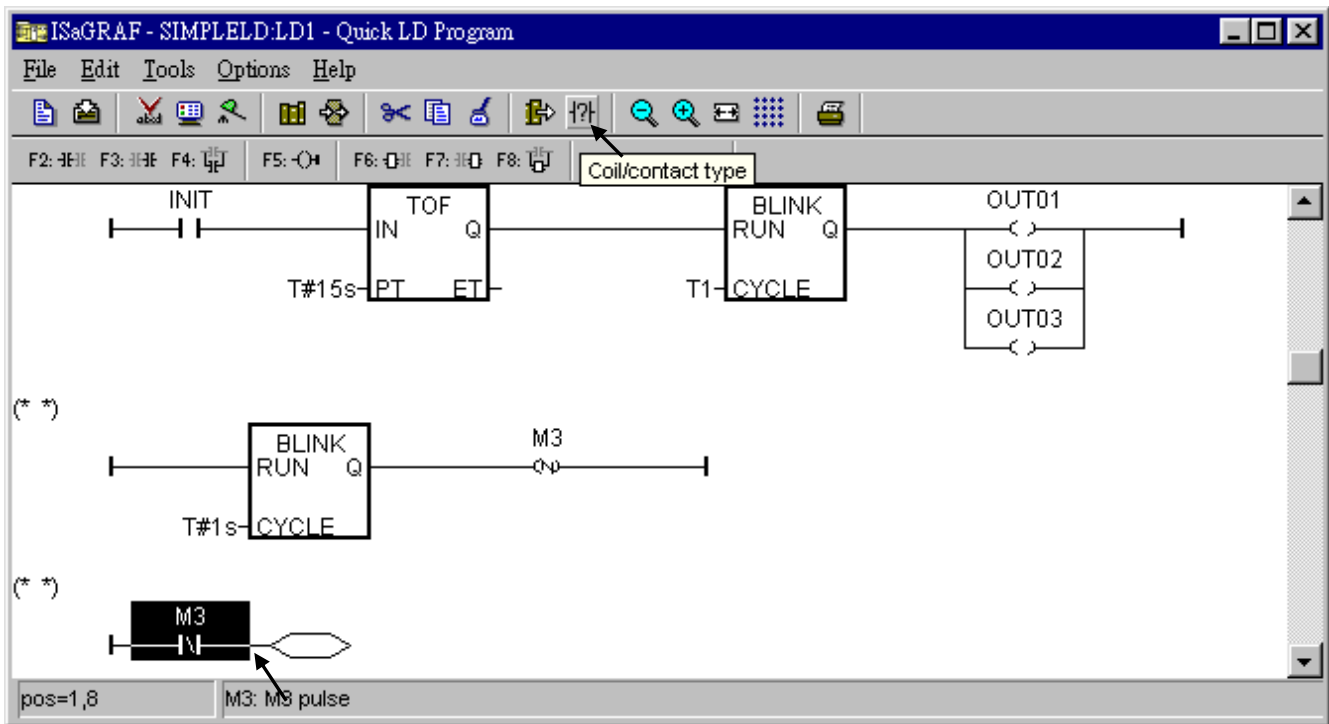 ISaGRAF - SIMPLELD:LD1 - Quick LD Program
File Edit Tools Options Help
F2: F3: F4: F5: F6: F7: F8:
Coil/contact type
INIT
TOF
IN Q
T#15s PT ET
BLINK
RUN Q
T1 CYCLE
OUT01
OUT02
OUT03
(* *)
BLINK
RUN Q
T#1s CYCLE
M3
N
(* *)
M3
pos=1,8
M3: M3 pulse